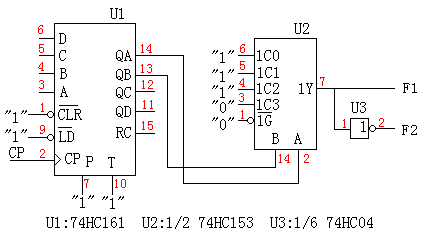 U1
U2
6 D QA 14
5 C QB 13
4 B QC 12
3 A QD 11
"1" 1 CLR RC 15
"1" 9 LD
CP 2 CP P T
7 10
"1" "1"
"1" 6 1C0
"1" 5 1C1
"1" 4 1C2 1Y 7 F1
"0" 3 1C3
"0" 1 1G
B A
14 2
U3
1 1 2 F2
U1:74HC161 U2:1/2 74HC153 U3:1/6 74HC04